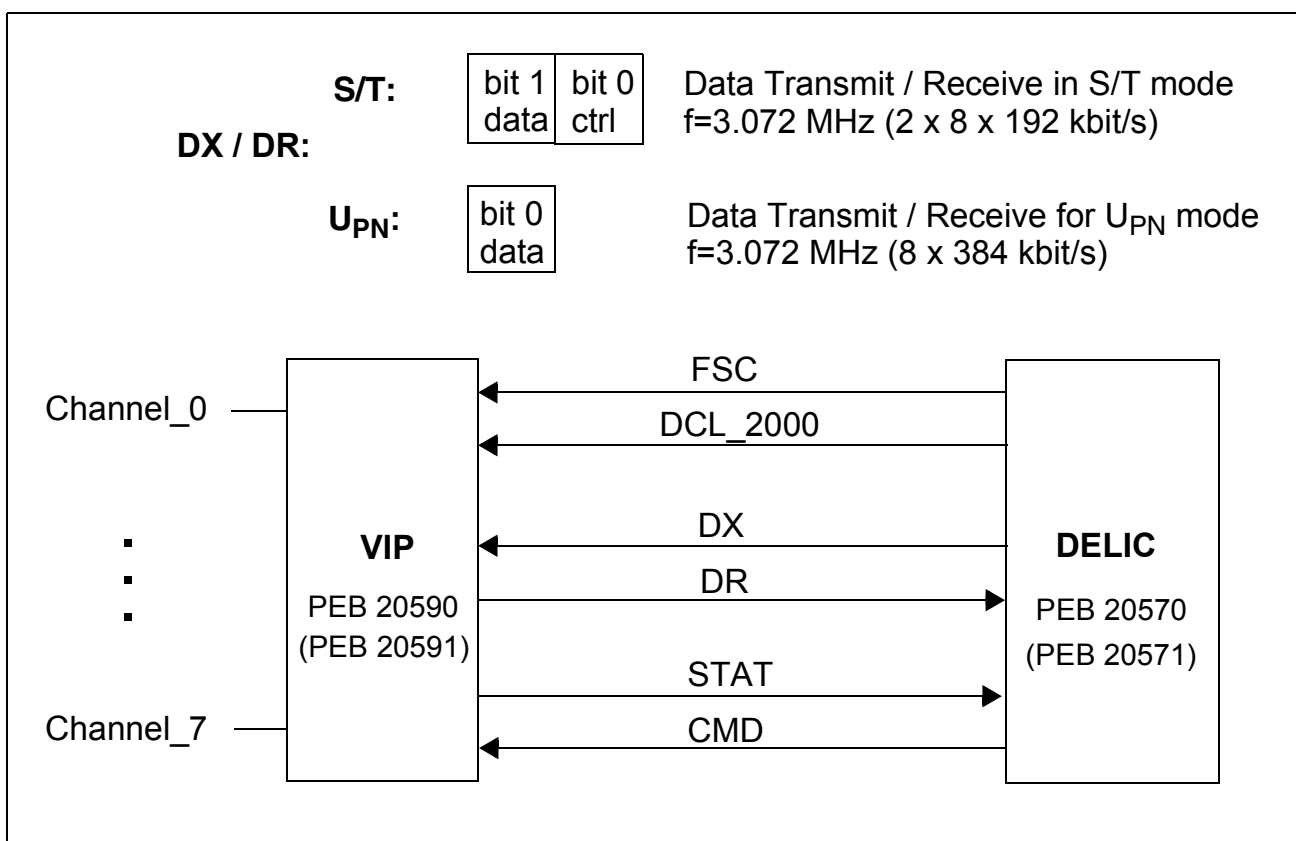 S/T:
bit 1
data
bit 0
ctrl
Data Transmit / Receive in S/T mode
f=3.072 MHz (2 x 8 x 192 kbit/s)
DX / DR:
UPN:
bit 0
data
Data Transmit / Receive for UPN mode
f=3.072 MHz (8 x 384 kbit/s)
FSC
Channel_0
DCL_2000
DX
VIP
DELIC
DR
PEB 20590
(PEB 20591)
PEB 20570
(PEB 20571)
STAT
Channel_7
CMD